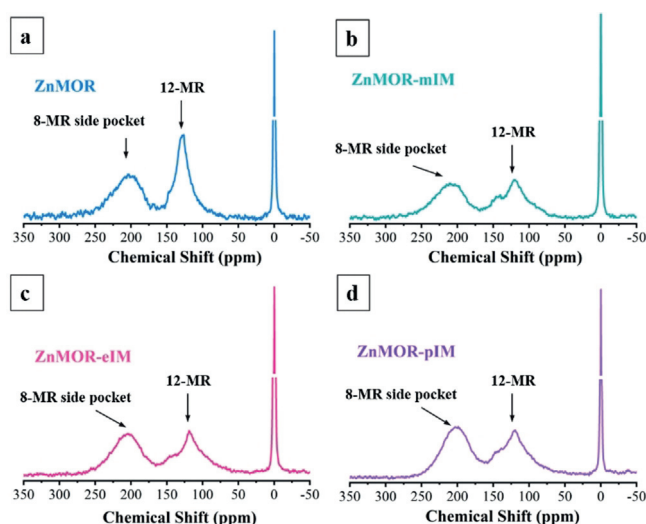 a
ZnMOR
12-MR
8-MR side pocket
350 300 250 200 150 100 50 0 -50
Chemical Shift (ppm)
b
ZnMOR-mIM
12-MR
8-MR side pocket
350 300 250 200 150 100 50 0 -50
Chemical Shift (ppm)
c
ZnMOR-eIM
12-MR
8-MR side pocket
350 300 250 200 150 100 50 0 -50
Chemical Shift (ppm)
d
ZnMOR-pIM
12-MR
8-MR side pocket
350 300 250 200 150 100 50 0 -50
Chemical Shift (ppm)